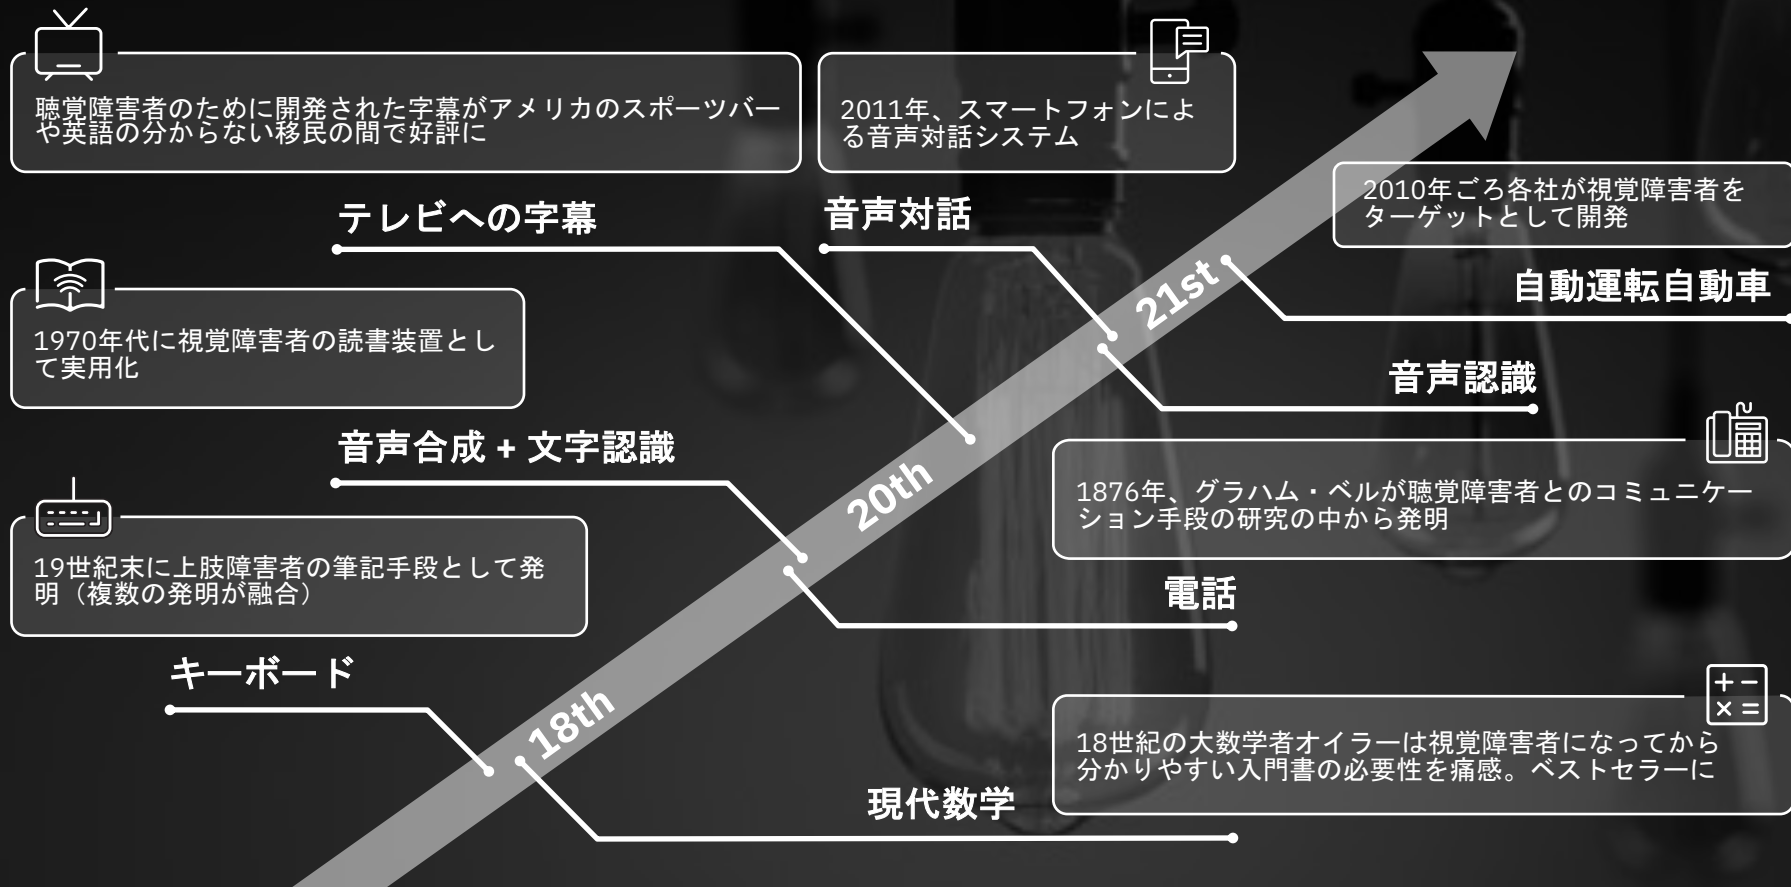 聴覚障害者のために開発された字幕がアメリカのスポーツバー
や英語の分からない移民の間で好評に
テレビへの字幕
2011年、スマートフォンによ
る音声対話システム
音声対話
2010年ごろ各社が視覚障害者を
ターゲットとして開発
自動運転自動車
1970年代に視覚障害者の読書装置とし
て実用化
音声合成 + 文字認識
21st
音声認識
20th
1876年、グラハム・ベルが聴覚障害者とのコミュニケー
ション手段の研究の中から発明
電話
19世紀末に上肢障害者の筆記手段として発
明（複数の発明が融合）
キーボード
18th
18世紀の大数学者オイラーは視覚障害者になってから
分かりやすい入門書の必要性を痛感。ベストセラーに
現代数学